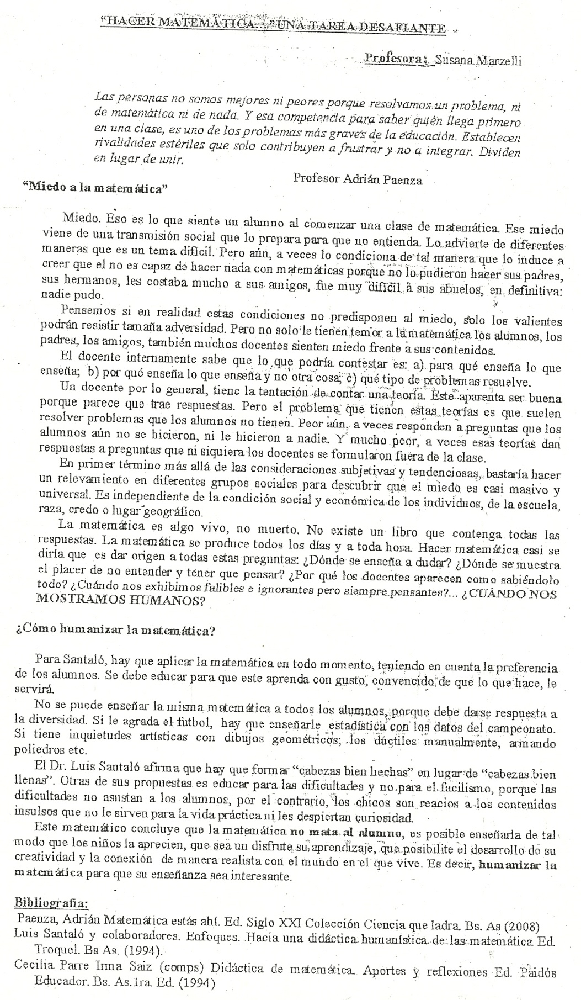 “HACER MATEMÁTICA...” UNA TAREA DESAFIANTE
Profesora: Susana Marzelli
Las personas no somos mejores ni peores porque resolvamos un problema, ni
de matemática ni de nada. Y esa competencia para saber quién llega primero
en una clase, es uno de los problemas más graves de la educación. Establecen
rivalidades estériles que solo contribuyen a frustrar y no a integrar. Dividen
en lugar de unir.
Profesor Adrián Paenza
“Miedo a la matemática”
Miedo. Eso es lo que siente un alumno al comenzar una clase de matemática. Ese miedo
viene de una transmisión social que lo prepara para que no entienda. Lo advierte de diferentes
maneras que es un tema difícil. Pero aún, a veces lo condiciona de tal manera que lo induce a
creer que el no es capaz de hacer nada con matemáticas porque no lo pudieron hacer sus padres,
sus hermanos, les costaba mucho a sus amigos, fue muy difícil a sus abuelos, en definitiva:
nadie pudo.
Pensemos si en realidad estas condiciones no predisponen al miedo, solo los valientes
podrán resistir tamaña adversidad. Pero no solo le tienen temor a la matemática los alumnos, los
padres, los amigos, también muchos docentes sienten miedo frente a sus contenidos.
El docente internamente sabe que lo que podría contestar es: a) para qué enseña lo que
enseña; b) por qué enseña lo que enseña y no otra cosa; c) qué tipo de problemas resuelve.
Un docente por lo general, tiene la tentación de contar una teoría. Este aparenta ser buena
porque parece que trae respuestas. Pero el problema que tienen estas teorías es que suelen
resolver problemas que los alumnos no tienen. Peor aún, a veces responden a preguntas que los
alumnos aún no se hicieron, ni le hicieron a nadie. Y mucho peor, a veces esas teorías dan
respuestas a preguntas que ni siquiera los docentes se formularon fuera de la clase.
En primer término más allá de las consideraciones subjetivas y tendenciosas, bastaría hacer
un relevamiento en diferentes grupos sociales para descubrir que el miedo es casi masivo y
universal. Es independiente de la condición social y económica de los individuos, de la escuela,
raza, credo o lugar geográfico.
La matemática es algo vivo, no muerto. No existe un libro que contenga todas las
respuestas. La matemática se produce todos los días y a toda hora. Hacer matemática casi se
diría que es dar origen a todas estas preguntas: ¿Dónde se enseña a dudar? ¿Dónde se muestra
el placer de no entender y tener que pensar? ¿Por qué los docentes aparecen como sabiéndolo
todo? ¿Cuándo nos exhibimos falibles e ignorantes pero siempre pensantes?... ¿CUÁNDO NOS
MOSTRAMOS HUMANOS?
¿Cómo humanizar la matemática?
Para Santaló, hay que aplicar la matemática en todo momento, teniendo en cuenta la preferencia
de los alumnos. Se debe educar para que este aprenda con gusto, convencido de que lo que hace, le
servirá.
No se puede enseñar la misma matemática a todos los alumnos, porque debe darse respuesta a
la diversidad. Si le agrada el futbol, hay que enseñarle estadística con los datos del campeonato.
Si tiene inquietudes artísticas con dibujos geométricos; los dúctiles manualmente, armando
poliedros etc.
El Dr. Luis Santaló afirma que hay que formar “cabezas bien hechas” en lugar de “cabezas bien
llenas”. Otras de sus propuestas es educar para las dificultades y no para el facilismo, porque las
dificultades no asustan a los alumnos, por el contrario, los chicos son reacios a los contenidos
insulsos que no le sirven para la vida práctica ni les despiertan curiosidad.
Este matemático concluye que la matemática no mata al alumno, es posible enseñarla de tal
modo que los niños la aprecien, que sea un disfrute su aprendizaje, que posibilite el desarrollo de su
creatividad y la conexión de manera realista con el mundo en el que vive. Es decir, humanizar la
matemática para que su enseñanza sea interesante.
Bibliografia:
Paenza, Adrián Matemática estás ahí. Ed. Siglo XXI Colección Ciencia que ladra. Bs. As (2008)
Luis Santaló y colaboradores. Enfoques. Hacia una didáctica humanística de las matemática Ed.
Troquel. Bs As. (1994).
Cecilia Parre Irma Saiz (comps) Didáctica de matemática. Aportes y reflexiones Ed. Paidós
Educador. Bs. As.1ra. Ed. (1994)